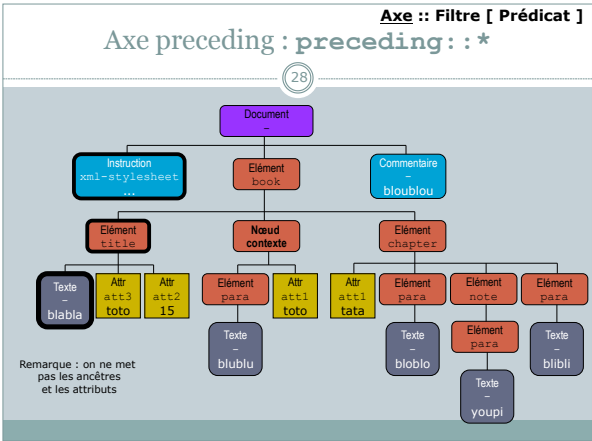 Axe :: Filtre [ Prédicat ]
Axe preceding : preceding::*
28
Document
–
Instruction
xml-stylesheet
...
Elément
book
Commentaire
–
bloublou
Elément
title
Nœud
contexte
Elément
chapter
Texte
–
blabla
Attr
att3
toto
Attr
att2
15
Elément
para
Attr
att1
toto
Attr
att1
tata
Elément
para
Elément
note
Elément
para
Texte
–
blublu
Texte
–
bloblo
Elément
para
Texte
–
blibli
Texte
–
youpi
Remarque : on ne met
pas les ancêtres
et les attributs